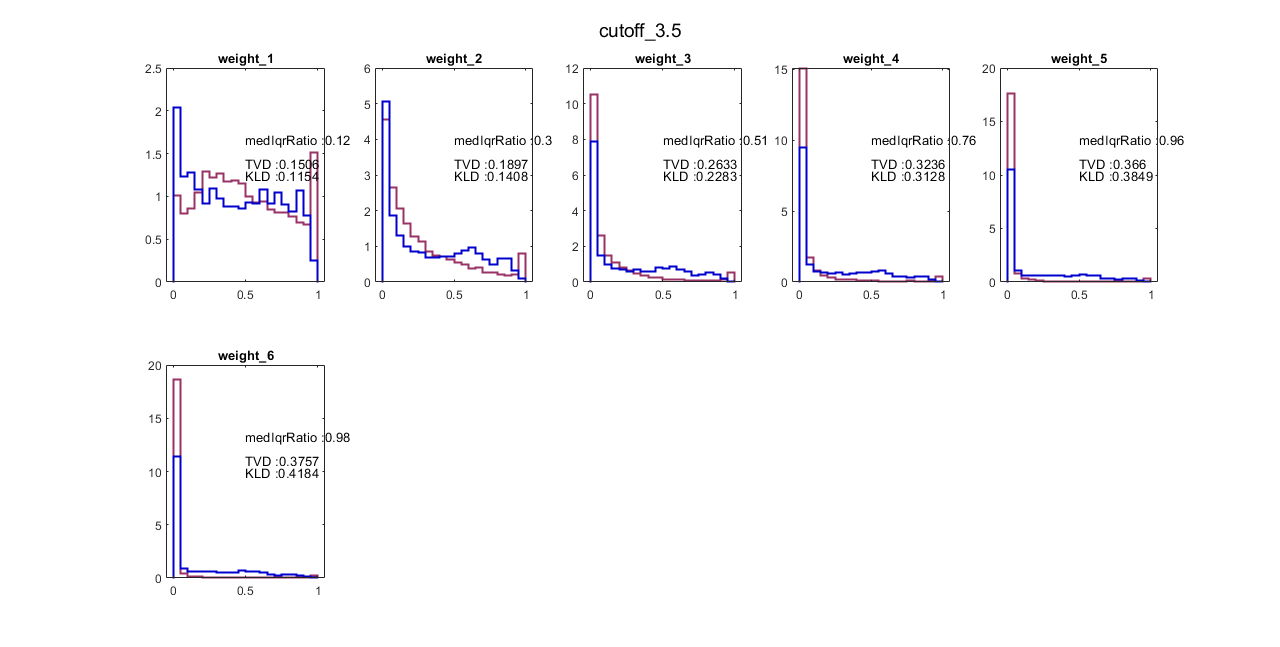 cutoff_3.5
weight_1
2.5
2
1.5
1
0.5
0
0
0.5
1
medIqrRatio :0.12
TVD :0.1506
KLD :0.1154
weight_2
6
5
4
3
2
1
0
0
0.5
1
medIqrRatio :0.3
TVD :0.1897
KLD :0.1408
weight_3
12
10
8
6
4
2
0
0
0.5
1
medIqrRatio :0.51
TVD :0.2633
KLD :0.2283
weight_4
15
10
5
0
0
0.5
1
medIqrRatio :0.76
TVD :0.3236
KLD :0.3128
weight_5
20
15
10
5
0
0
0.5
1
medIqrRatio :0.96
TVD :0.366
KLD :0.3849
weight_6
20
15
10
5
0
0
0.5
1
medIqrRatio :0.98
TVD :0.3757
KLD :0.4184